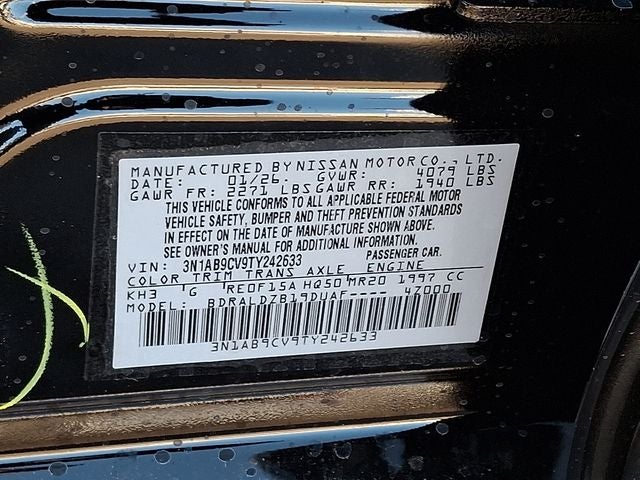 MANUFACTURED BY NISSAN MOTOR CO., LTD.
DATE: 01/26. GVWR: 4079 LBS
GAWR FR: 2271 LBS GAWR RR: 1940 LBS
THIS VEHICLE CONFORMS TO ALL APPLICABLE FEDERAL MOTOR
VEHICLE SAFETY, BUMPER AND THEFT PREVENTION STANDARDS
IN EFFECT ON THE DATE OF MANUFACTURE SHOWN ABOVE.
SEE OWNER'S MANUAL FOR ADDITIONAL INFORMATION.
VIN: 3N1AB9CV9TY242633 PASSENGER CAR.
COLOR TRIM TRANS AXLE ENGINE
KH3 G RE0F15A HQ50 MR20 1997 CC
MODEL: BDRALDZB19DUAF---- 47000
3N1AB9CV9TY242633